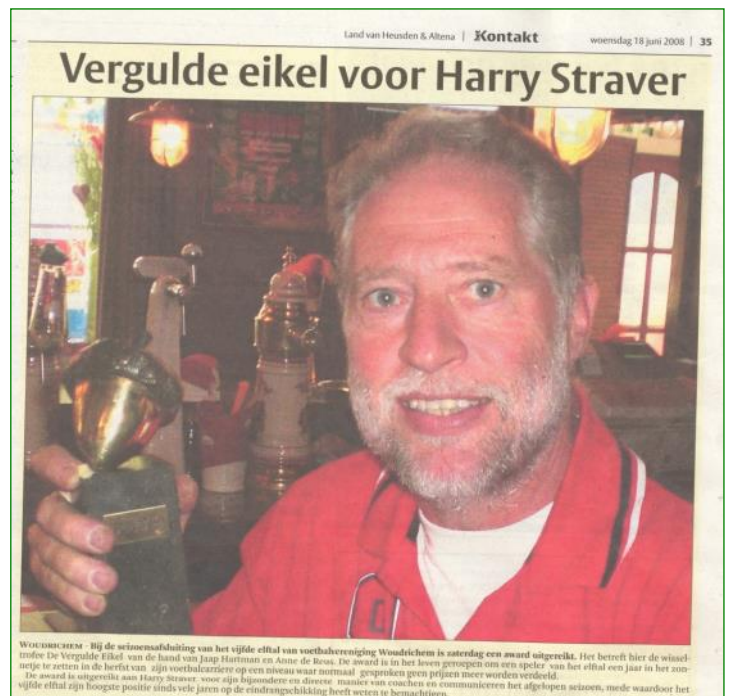 Land van Heusden & Altena | Kontakt woensdag 18 juni 2008 | 35
Vergulde eikel voor Harry Straver
WOUDRICHEM - Bij de seizoensafsluiting van het vijfde elftal van voetbalvereniging Woudrichem is zaterdag een award uitgereikt. Het betreft hier de wissel-
trofee De Vergulde Eikel van de hand van Jaap Hartman en Anne de Reus. De award is in het leven geroepen om een speler van het elftal een jaar in het zon-
netje te zetten in de herfst van zijn voetbalcarriere op een niveau waar normaal gesproken geen prijzen meer worden verdeeld.
De award is uitgereikt aan Harry Straver voor zijn bijzondere en directe manier van coachen en communiceren het afgelopen seizoen, mede waardoor het
vijfde elftal zijn hoogste positie sinds vele jaren op de eindrangschikking heeft weten te bemachtigen.